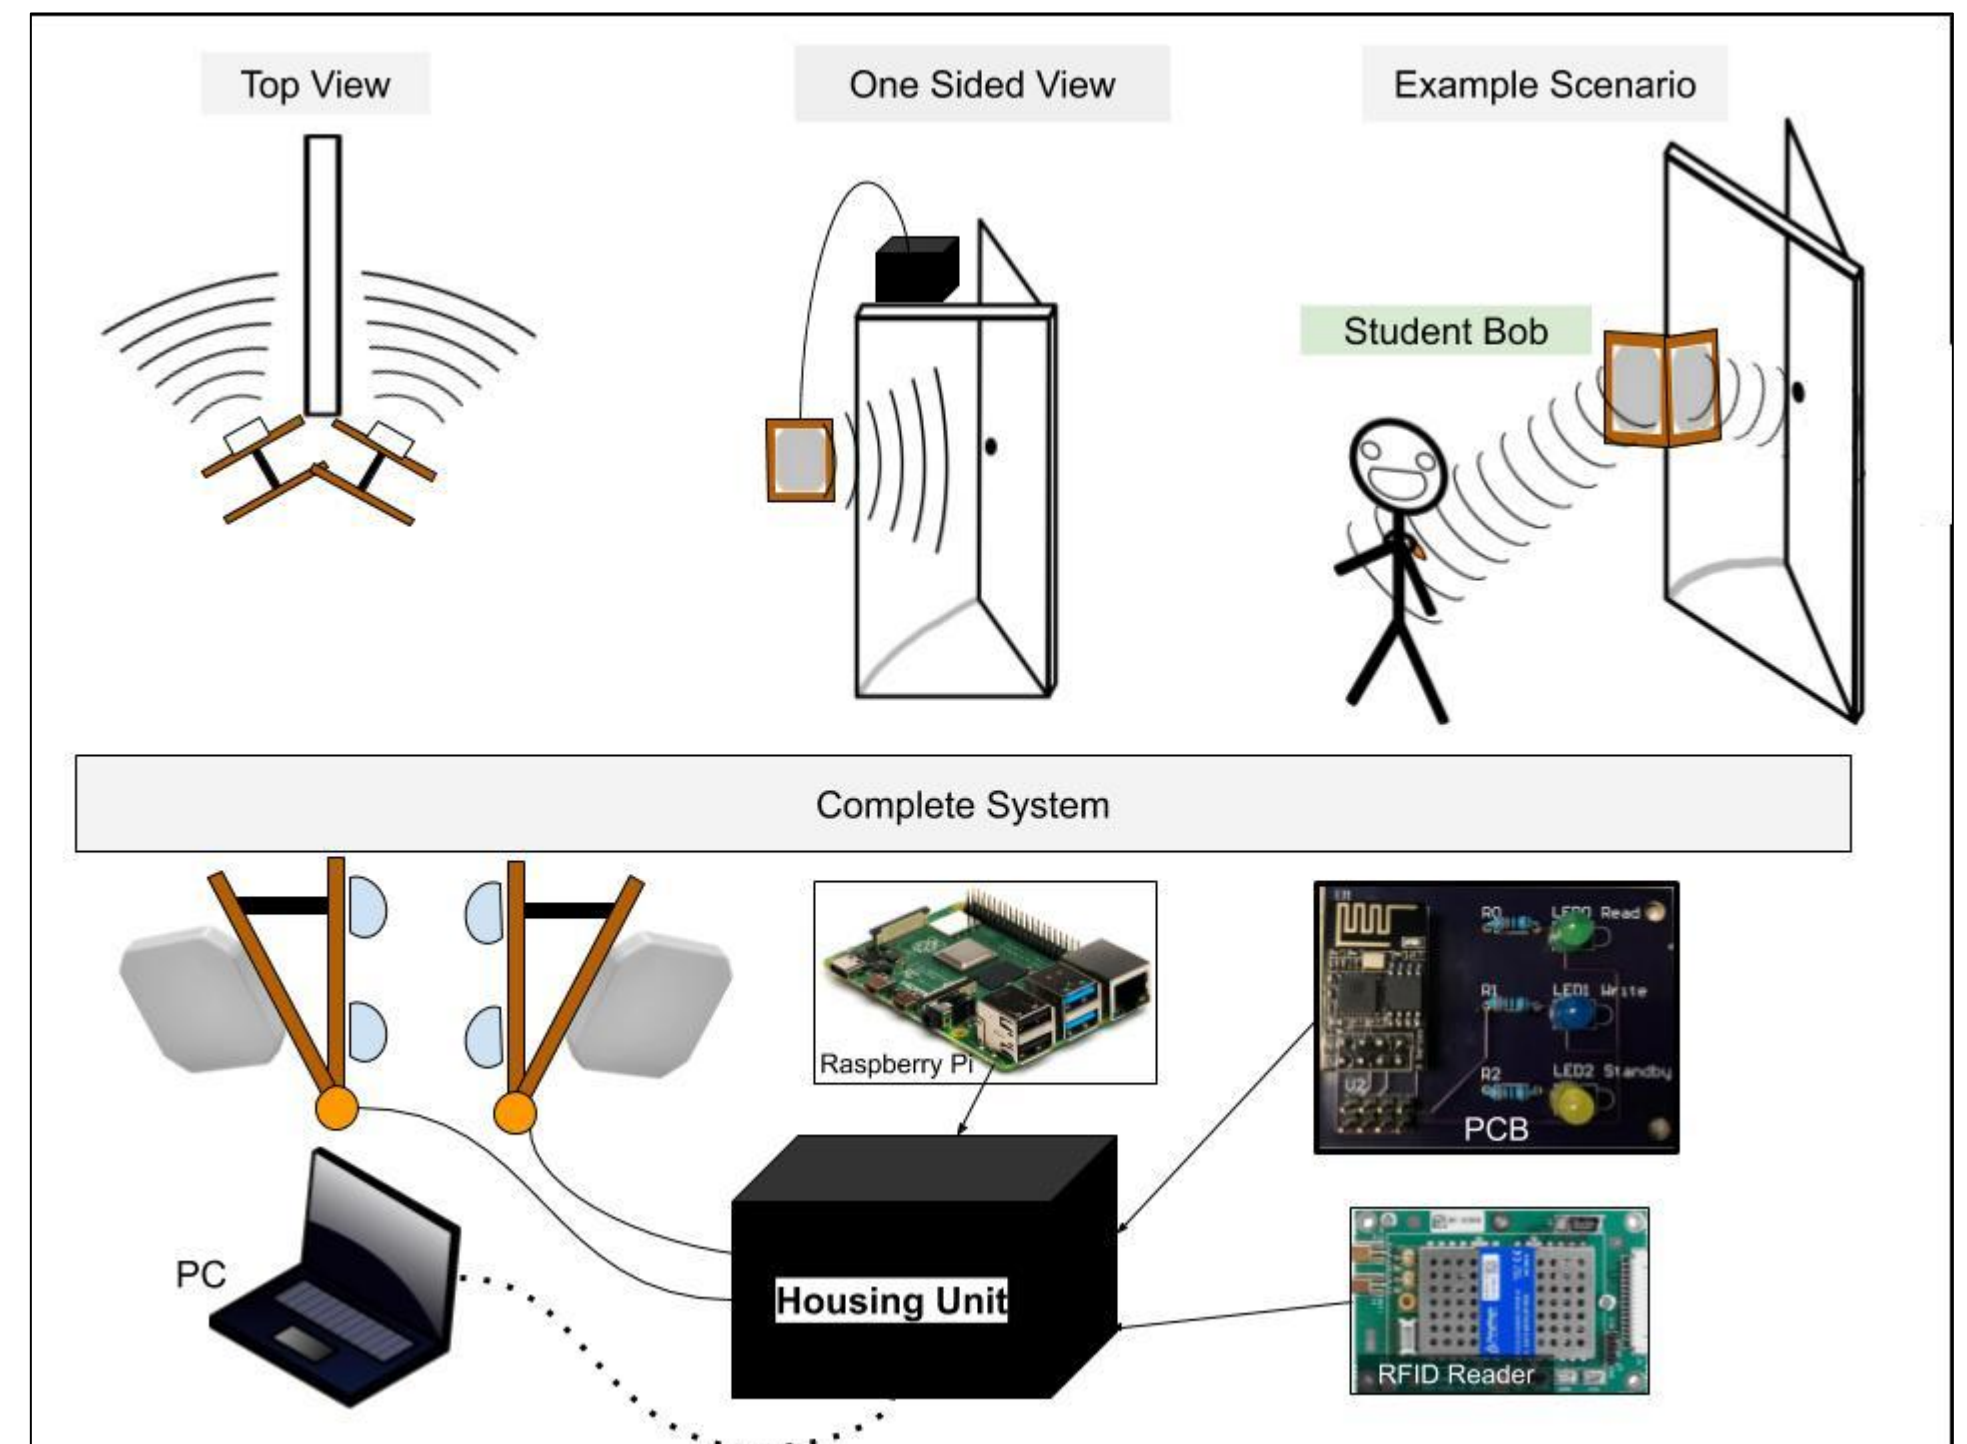 Top View
One Sided View
Example Scenario
Student Bob
Complete System
Raspberry Pi
R0
LED0 Read
R1
LED1 Write
R2
LED2 Standby
U2
PCB
PC
Housing Unit
RFID Reader